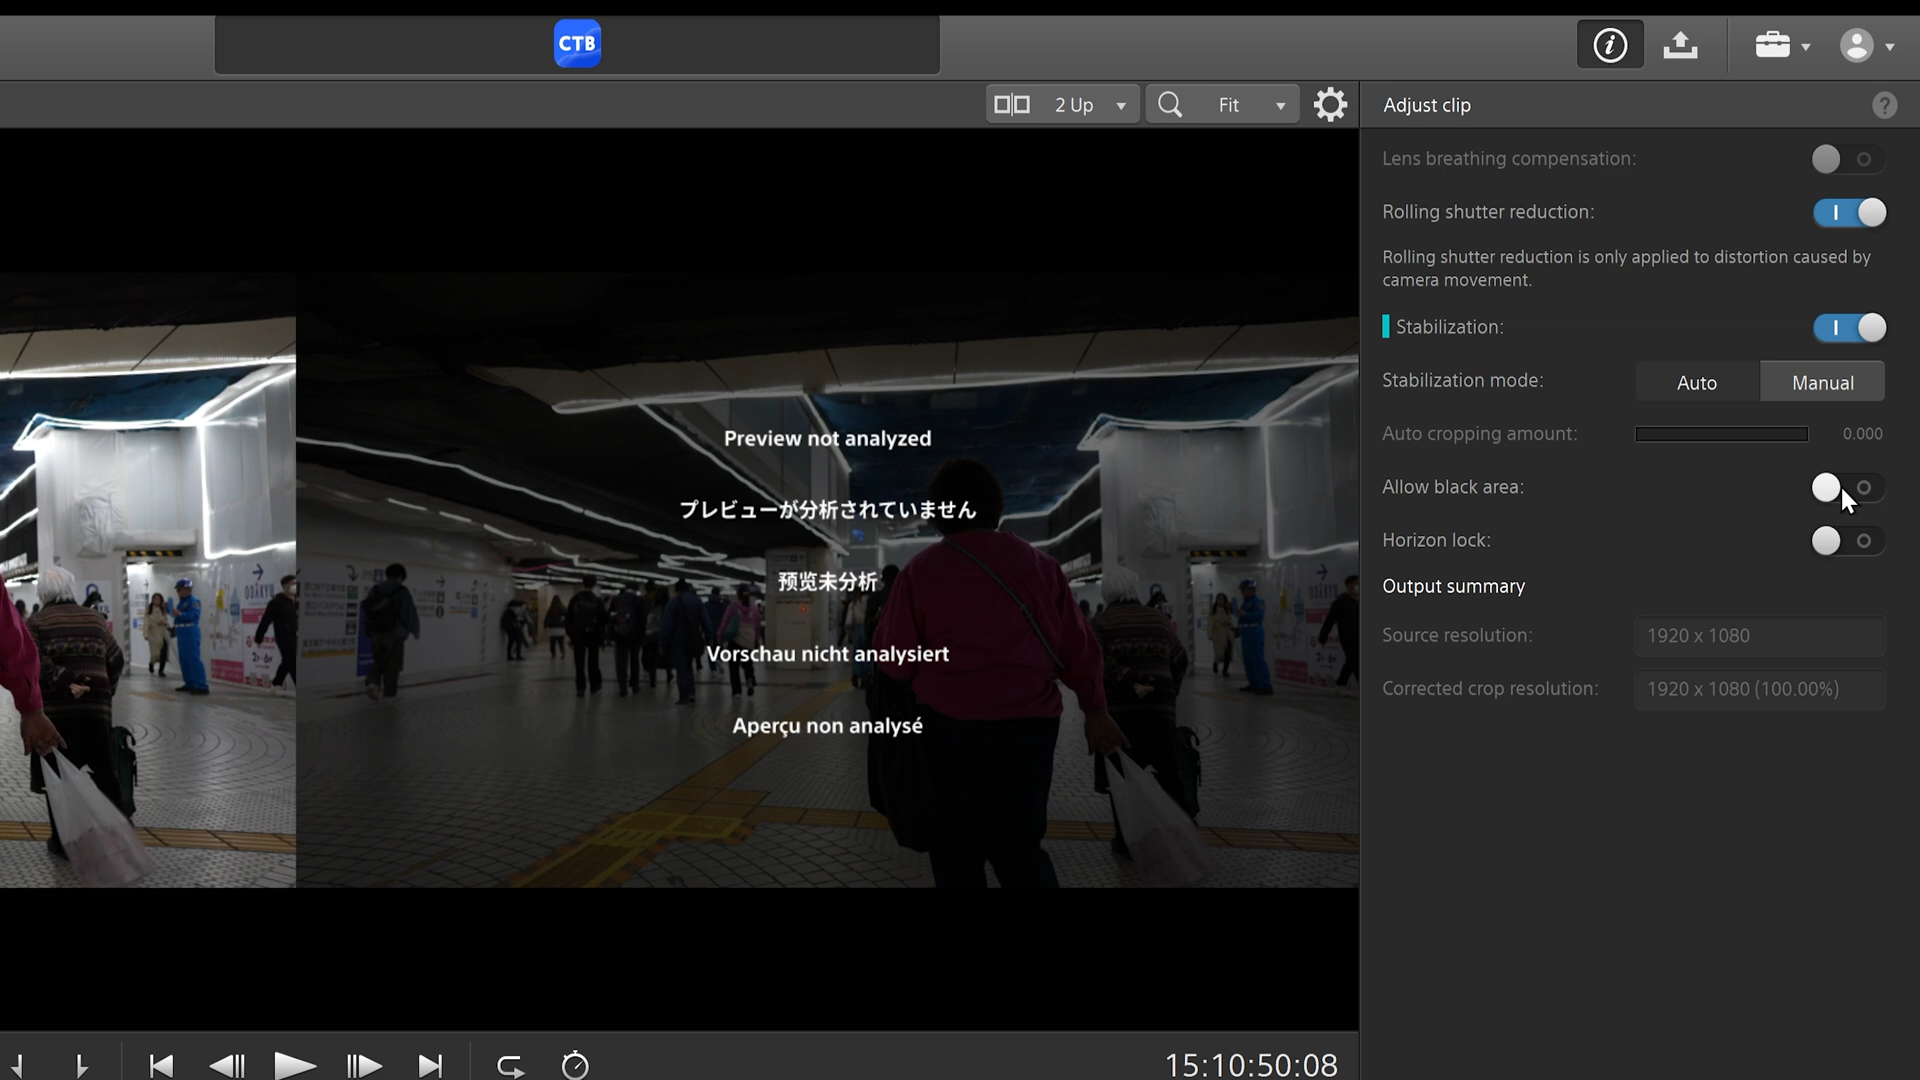 CTB
2 Up
Fit
Adjust clip
?
Lens breathing compensation:
Rolling shutter reduction:
Rolling shutter reduction is only applied to distortion caused by
camera movement.
Stabilization:
Stabilization mode:
Auto
Manual
Auto cropping amount:
0.000
Allow black area:
Horizon lock:
Output summary
Source resolution:
1920 x 1080
Corrected crop resolution:
1920 x 1080 (100.00%)
Preview not analyzed
プレビューが分析されていません
预览未分析
Vorschau nicht analysiert
Aperçu non analysé
ODAKYU
15:10:50:08